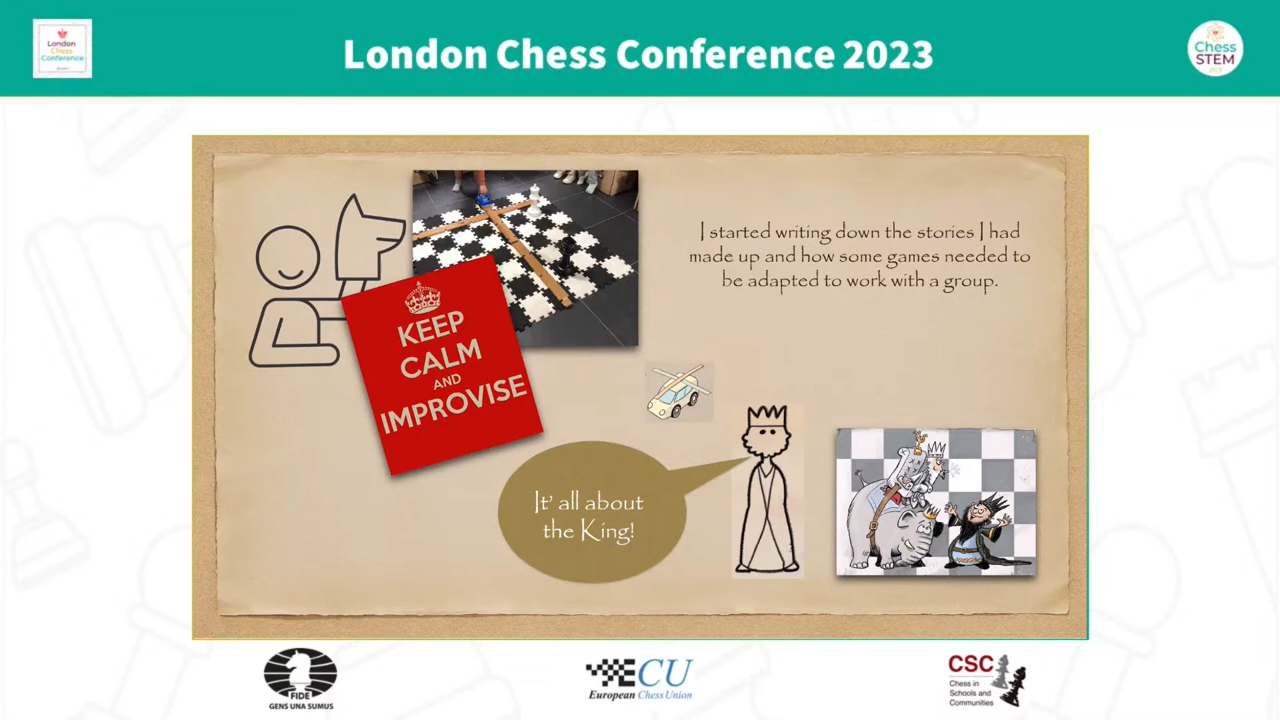 London
Chess
Conference
London Chess Conference 2023
Chess
STEM
2023
I started writing down the stories I had
made up and how some games needed to
be adapted to work with a group.
KEEP
CALM
AND
IMPROVISE
It' all about
the King!
FIDE
GENS UNA SUMUS
ECU
European Chess Union
CSC
Chess in
Schools and
Communities